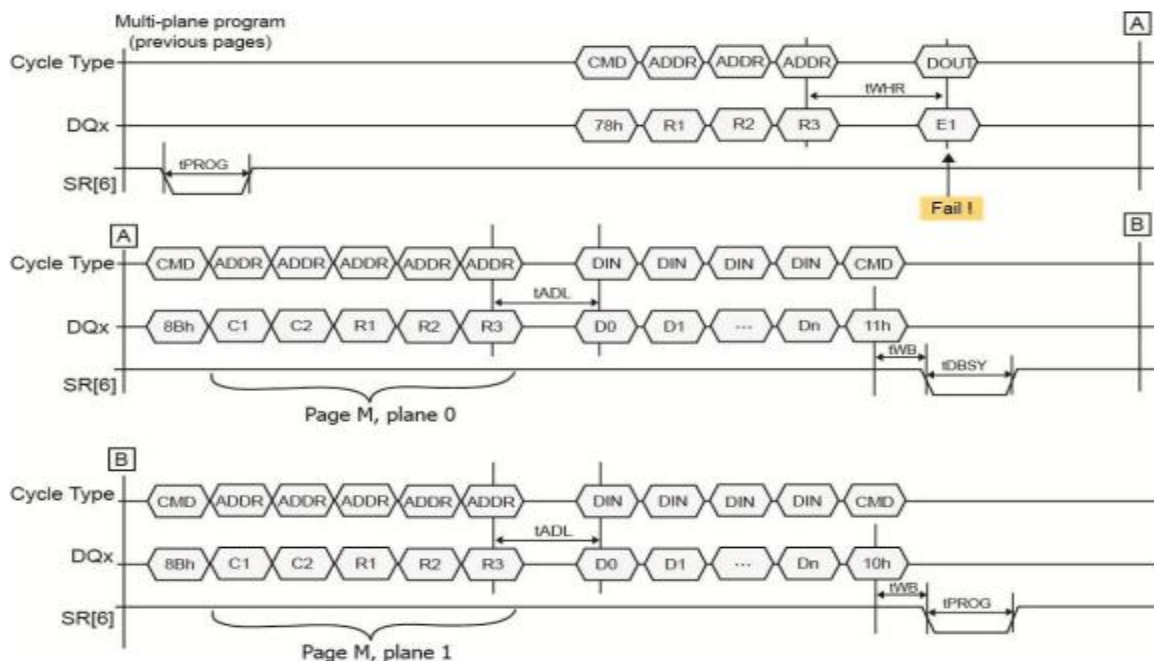 Multi-plane program
(previous pages)
A
Cycle Type CMD ADDR ADDR ADDR DOUT
tWHR
DQx 78h R1 R2 R3 E1
tPROG
SR[6]
Fail !
A B
Cycle Type CMD ADDR ADDR ADDR ADDR ADDR DIN DIN DIN DIN CMD
tADL
DQx 8Bh C1 C2 R1 R2 R3 D0 D1 ... Dn 11h
tWB
tDBSY
SR[6]
Page M, plane 0
B
Cycle Type CMD ADDR ADDR ADDR ADDR ADDR DIN DIN DIN DIN CMD
tADL
DQx 8Bh C1 C2 R1 R2 R3 D0 D1 ... Dn 10h
tWB
tPROG
SR[6]
Page M, plane 1